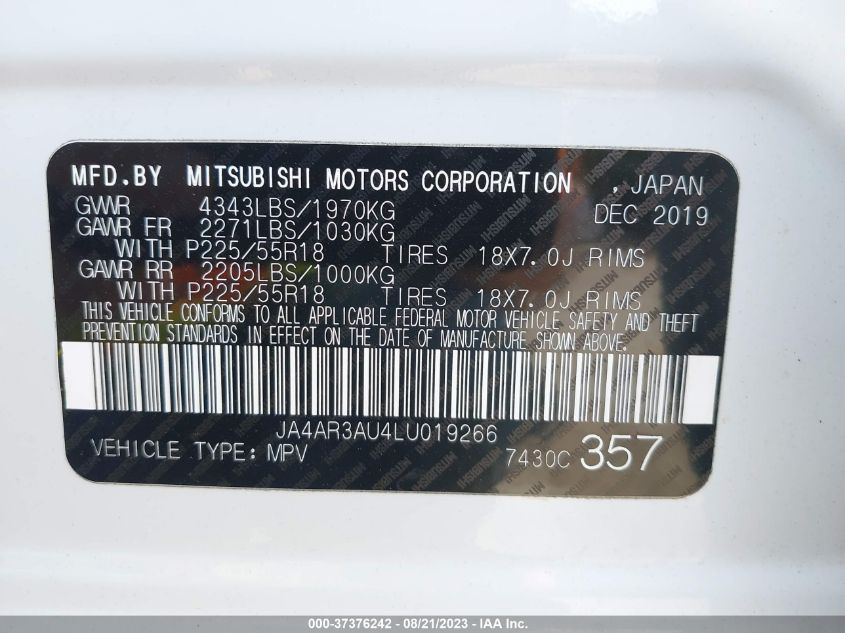 MFD.BY MITSUBISHI MOTORS CORPORATION , JAPAN
GWWR 4343LBS/1970KG DEC 2019
GAWR FR 2271LBS/1030KG
WITH P225/55R18 TIRES 18X7.0J RIMS
GAWR RR 2205LBS/1000KG
WITH P225/55R18 TIRES 18X7.0J RIMS
THIS VEHICLE CONFORMS TO ALL APPLICABLE FEDERAL MOTOR VEHICLE SAFETY AND THEFT
PREVENTION STANDARDS IN EFFECT ON THE DATE OF MANUFACTURE SHOWN ABOVE.
JA4AR3AU4LU019266
VEHICLE TYPE: MPV 7430C 357
000-37376242 - 08/21/2023 - IAA Inc.